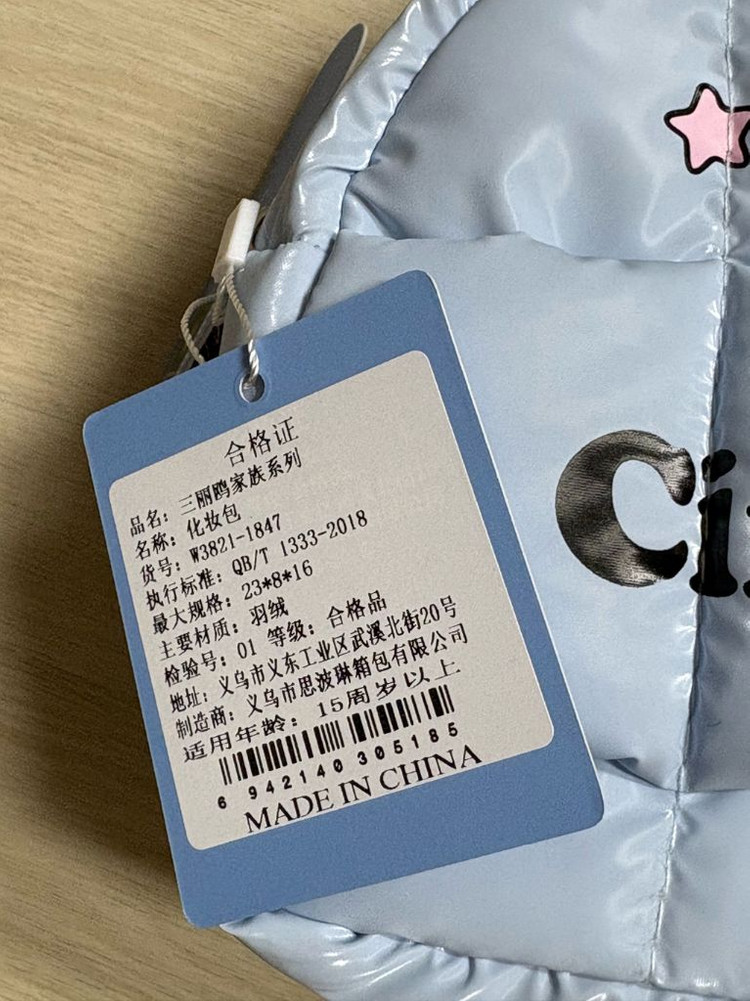 合格证
品名：三丽鸥家族系列
名称：化妆包
货号：W3821-1847
执行标准：QB/T 1333-2018
最大规格：23*8*16
主要材质：羽绒
检验号：01 等级：合格品
地址：义乌市义东工业区武溪北街20号
制造商：义乌市思波琳箱包有限公司
适用年龄：15周岁以上
6 942140 305185
MADE IN CHINA
Ci